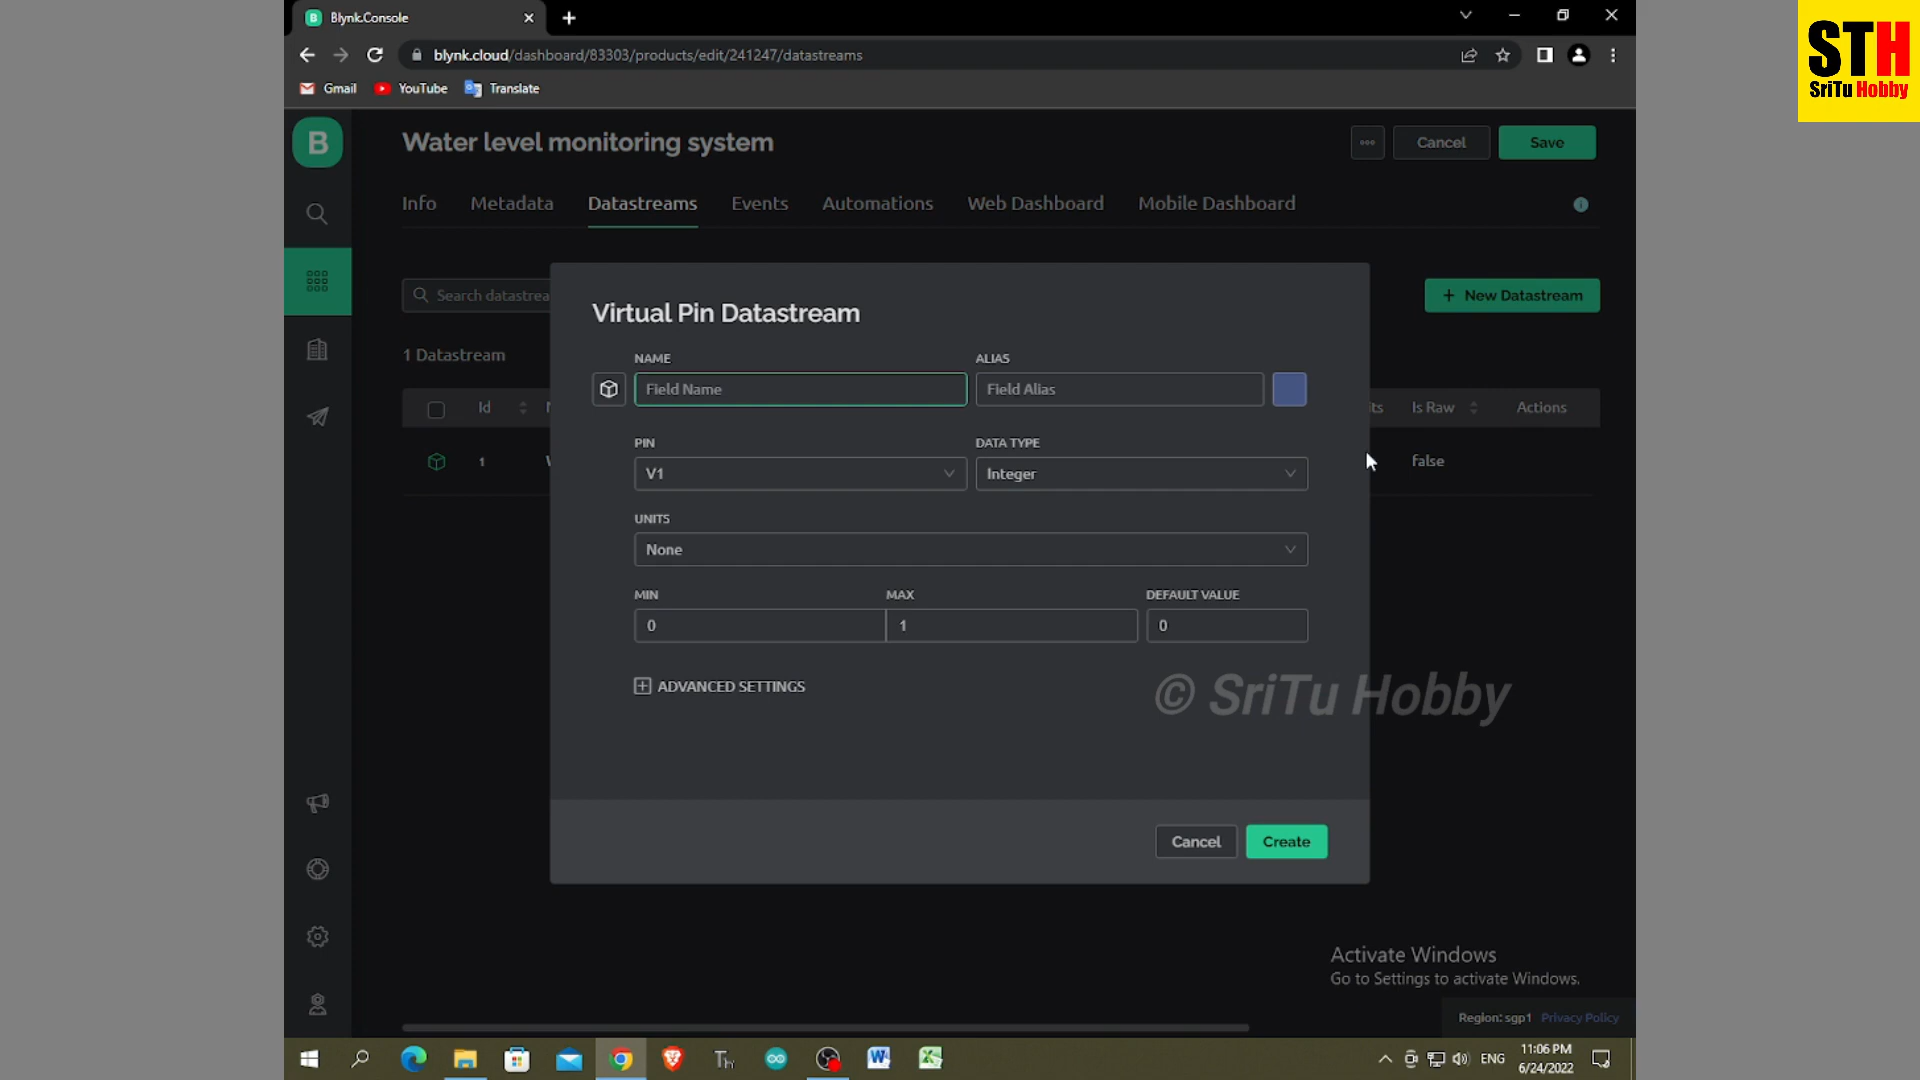 Blynk.Console
blynk.cloud/dashboard/83303/products/edit/241247/datastreams
Gmail YouTube Translate
STH
SriTu Hobby
B
Water level monitoring system
Cancel Save
Info Metadata Datastreams Events Automations Web Dashboard Mobile Dashboard
Search datastrea
+ New Datastream
1 Datastream
Id
Is Raw
Actions
1
false
Virtual Pin Datastream
NAME ALIAS
Field Name Field Alias
PIN DATA TYPE
V1 Integer
UNITS
None
MIN MAX DEFAULT VALUE
0 1 0
ADVANCED SETTINGS
© SriTu Hobby
Cancel Create
Activate Windows
Go to Settings to activate Windows.
Region: sgp1 Privacy Policy
ENG
11:06 PM
6/24/2022